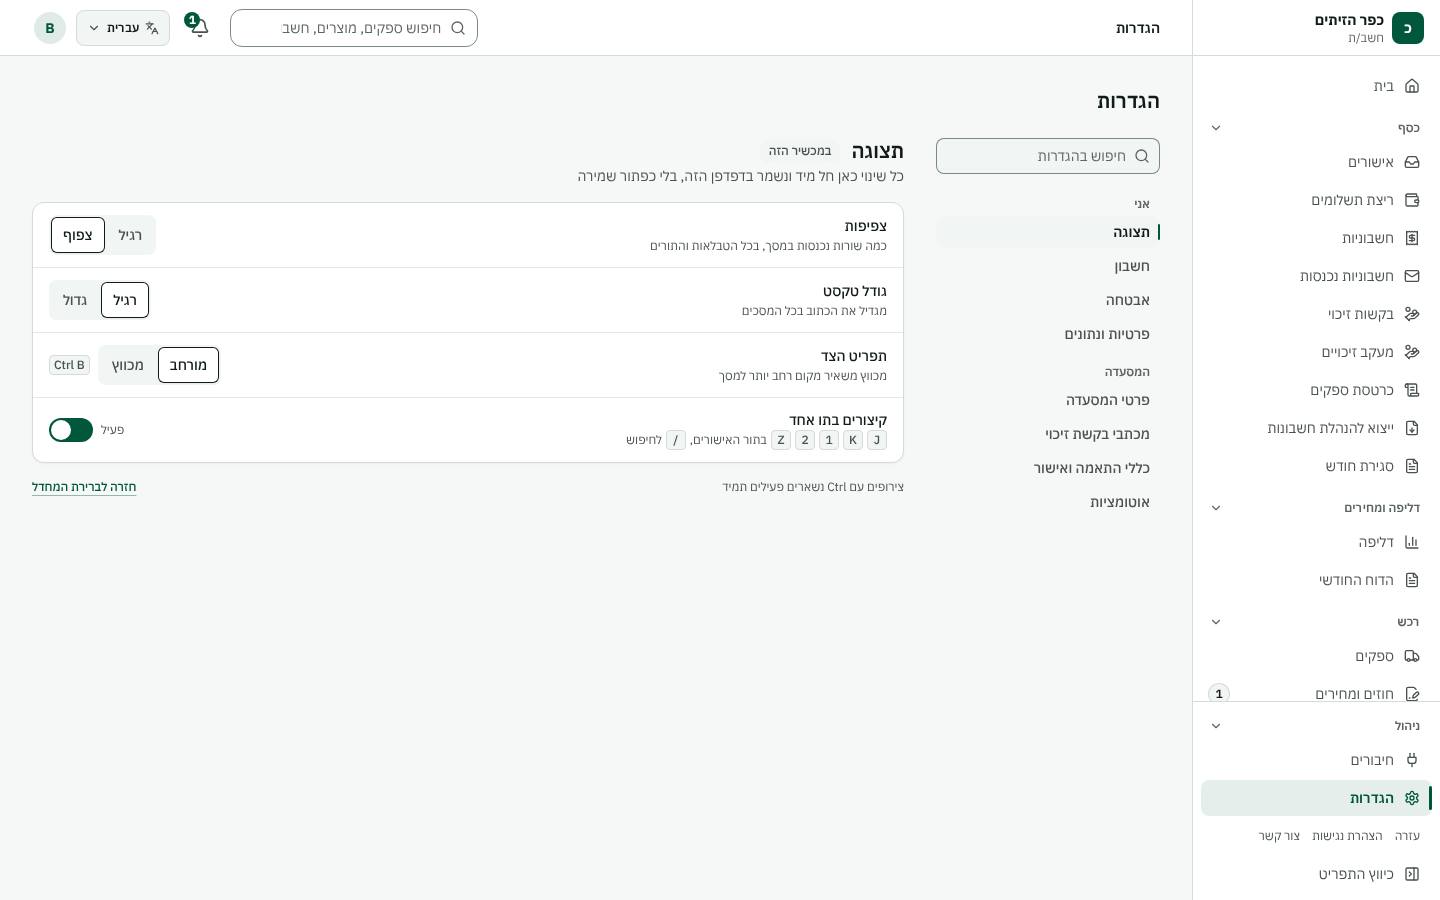 כ
כפר הזיתים
חשב/ת
בית
כסף
אישורים
ריצת תשלומים
חשבוניות
חשבוניות נכנסות
בקשות זיכוי
מעקב זיכויים
כרטסת ספקים
ייצוא להנהלת חשבונות
סגירת חודש
דליפה ומחירים
דליפה
הדוח החודשי
רכש
ספקים
חוזים ומחירים 1
ניהול
חיבורים
הגדרות
עזרה הצהרת נגישות צור קשר
כיווץ התפריט
הגדרות
חיפוש ספקים, מוצרים, חשב
1
עברית
B
הגדרות
חיפוש בהגדרות
אני
תצוגה
חשבון
אבטחה
פרטיות ונתונים
המסעדה
פרטי המסעדה
מכתבי בקשת זיכוי
כללי התאמה ואישור
אוטומציות
תצוגה במכשיר הזה
כל שינוי כאן חל מיד ונשמר בדפדפן הזה, בלי כפתור שמירה
צפיפות
כמה שורות נכנסות במסך, בכל הטבלאות והתורים
רגיל צפוף
גודל טקסט
מגדיל את הכתוב בכל המסכים
רגיל גדול
תפריט הצד
מכווץ משאיר מקום רחב יותר למסך
מורחב מכווץ Ctrl B
קיצורים בתו אחד
J K 1 2 Z בתור האישורים, / לחיפוש
פעיל
צירופים עם Ctrl נשארים פעילים תמיד
חזרה לברירת המחדל